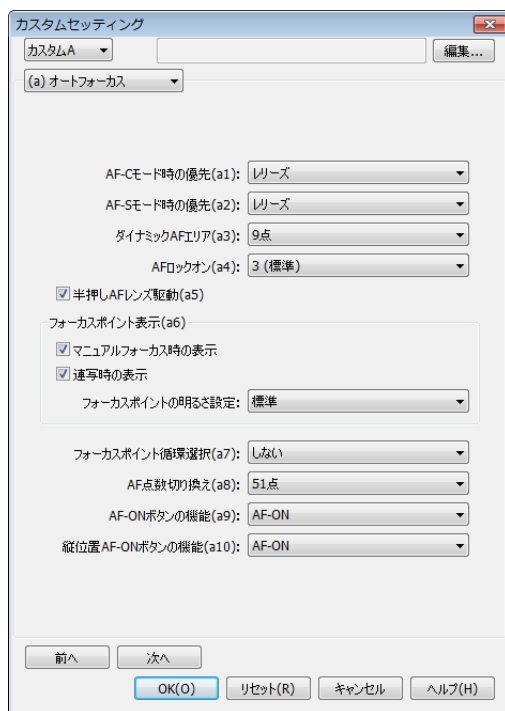 カスタムセッティング
カスタムA
編集...
(a) オートフォーカス
AF-Cモード時の優先(a1): レリーズ
AF-Sモード時の優先(a2): レリーズ
ダイナミックAFエリア(a3): 9点
AFロックオン(a4): 3 (標準)
半押しAFレンズ駆動(a5)
フォーカスポイント表示(a6)
マニュアルフォーカス時の表示
連写時の表示
フォーカスポイントの明るさ設定: 標準
フォーカスポイント循環選択(a7): しない
AF点数切り換え(a8): 51点
AF-ONボタンの機能(a9): AF-ON
縦位置AF-ONボタンの機能(a10): AF-ON
前へ 次へ
OK(O) リセット(R) キャンセル ヘルプ(H)